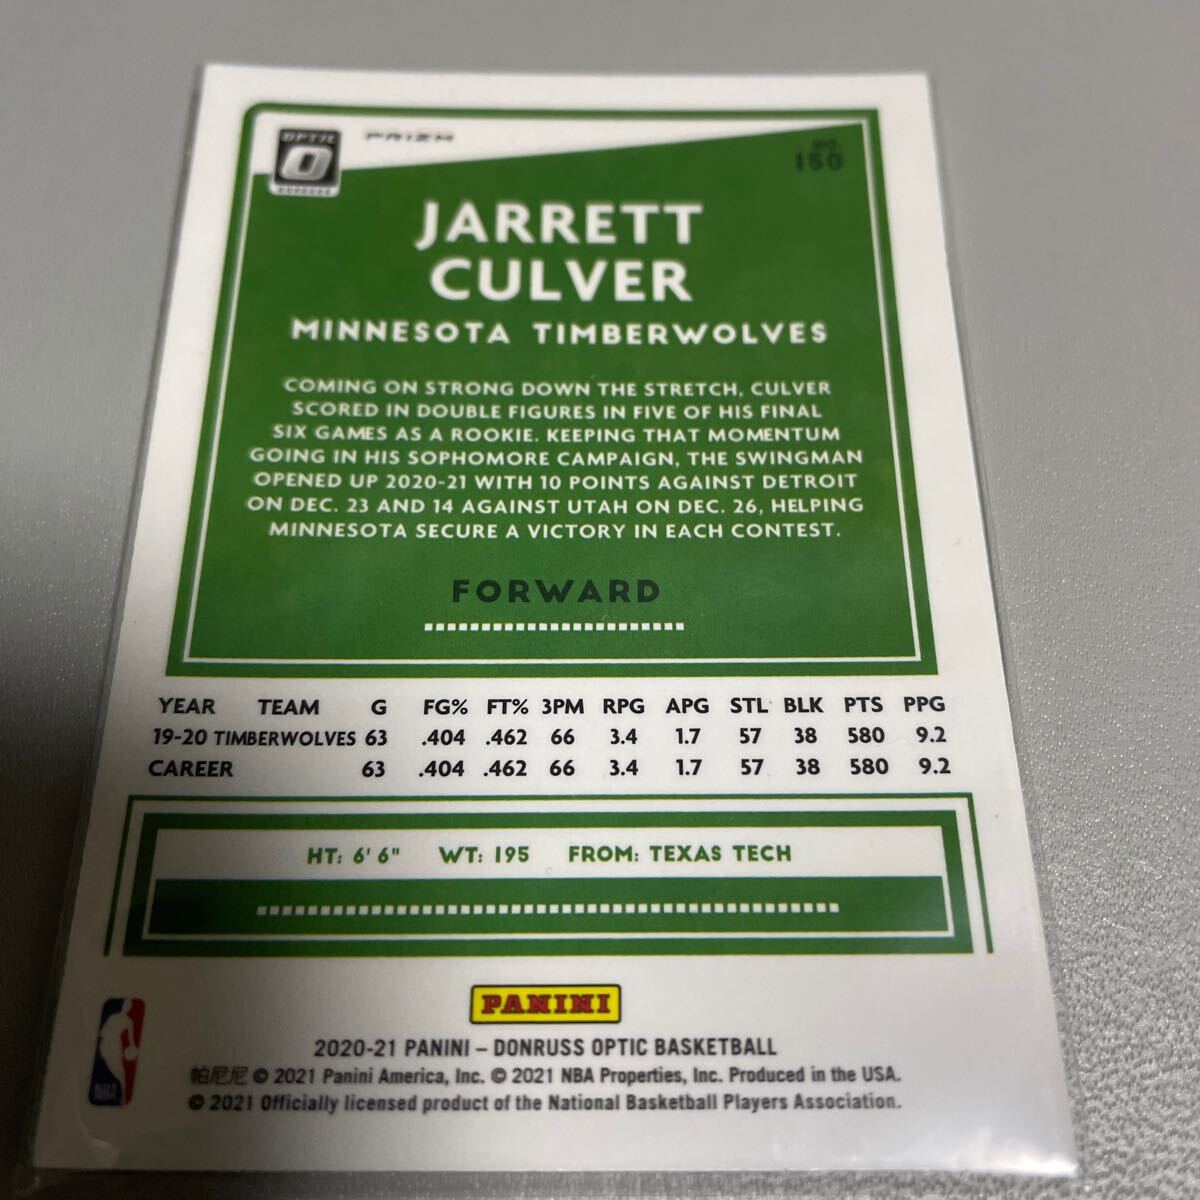 OPTIC
DONRUSS
PRIZM
NO.
150
JARRETT
CULVER
MINNESOTA TIMBERWOLVES
COMING ON STRONG DOWN THE STRETCH, CULVER
SCORED IN DOUBLE FIGURES IN FIVE OF HIS FINAL
SIX GAMES AS A ROOKIE. KEEPING THAT MOMENTUM
GOING IN HIS SOPHOMORE CAMPAIGN, THE SWINGMAN
OPENED UP 2020-21 WITH 10 POINTS AGAINST DETROIT
ON DEC. 23 AND 14 AGAINST UTAH ON DEC. 26, HELPING
MINNESOTA SECURE A VICTORY IN EACH CONTEST.
FORWARD
YEAR TEAM G FG% FT% 3PM RPG APG STL BLK PTS PPG
19-20 TIMBERWOLVES 63 .404 .462 66 3.4 1.7 57 38 580 9.2
CAREER 63 .404 .462 66 3.4 1.7 57 38 580 9.2
HT: 6' 6" WT: 195 FROM: TEXAS TECH
PANINI
NBA
2020-21 PANINI – DONRUSS OPTIC BASKETBALL
帕尼尼 © 2021 Panini America, Inc. © 2021 NBA Properties, Inc. Produced in the USA.
© 2021 Officially licensed product of the National Basketball Players Association.